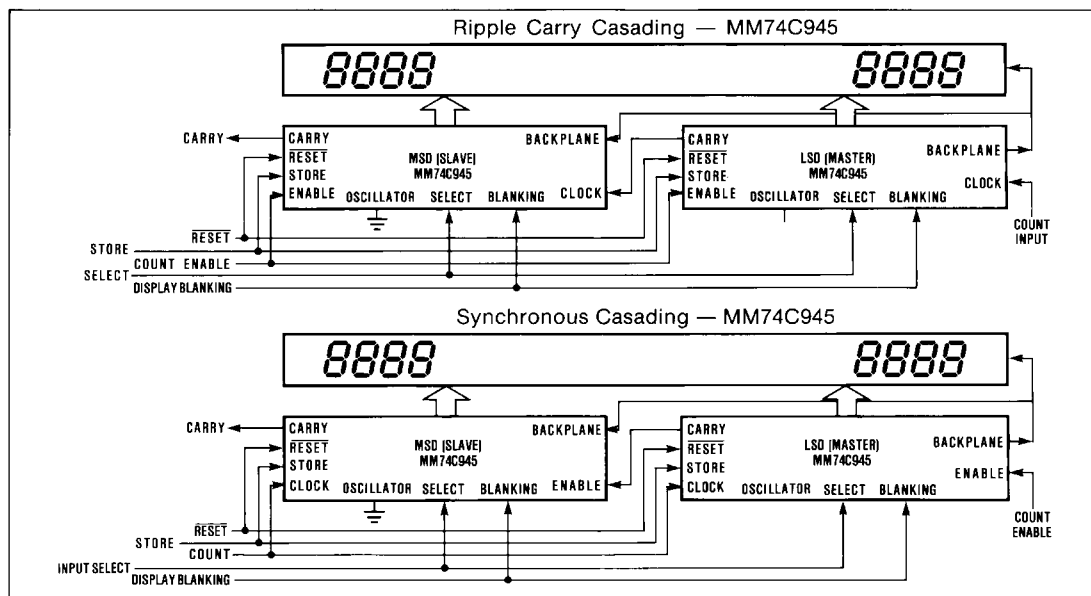 Ripple Carry Casading — MM74C945
8888 8888
CARRY
CARRY
RESET
STORE
ENABLE
MSD (SLAVE)
MM74C945
OSCILLATOR SELECT BLANKING
BACKPLANE
CLOCK
CARRY
RESET
STORE
ENABLE
LSD (MASTER)
MM74C945
OSCILLATOR SELECT BLANKING
BACKPLANE
CLOCK
COUNT
INPUT
RESET
STORE
COUNT ENABLE
SELECT
DISPLAY BLANKING
Synchronous Casading — MM74C945
8888 8888
CARRY
CARRY
RESET
STORE
CLOCK
MSD (SLAVE)
MM74C945
OSCILLATOR SELECT BLANKING
BACKPLANE
ENABLE
CARRY
RESET
STORE
CLOCK
LSD (MASTER)
MM74C945
OSCILLATOR SELECT BLANKING
BACKPLANE
ENABLE
COUNT
ENABLE
RESET
STORE
COUNT
INPUT SELECT
DISPLAY BLANKING